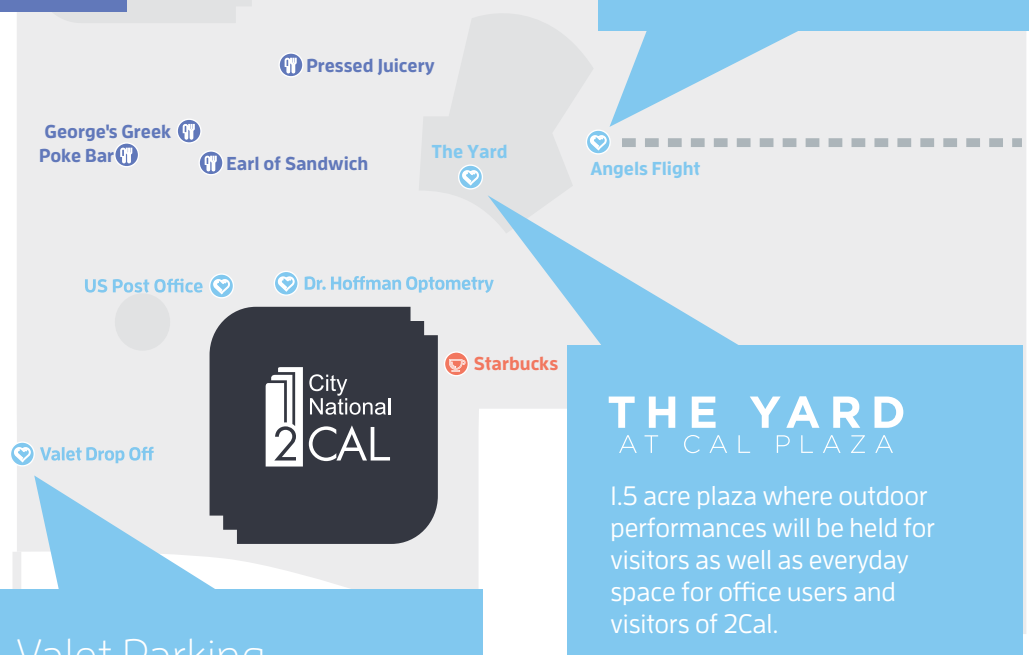 Pressed Juicery
George's Greek
Poke Bar
Earl of Sandwich
The Yard
Angels Flight
US Post Office
Dr. Hoffman Optometry
Starbucks
City
National
2CAL
Valet Drop Off
THE YARD
AT CAL PLAZA
1.5 acre plaza where outdoor
performances will be held for
visitors as well as everyday
space for office users and
visitors of 2Cal.
Valet Parking